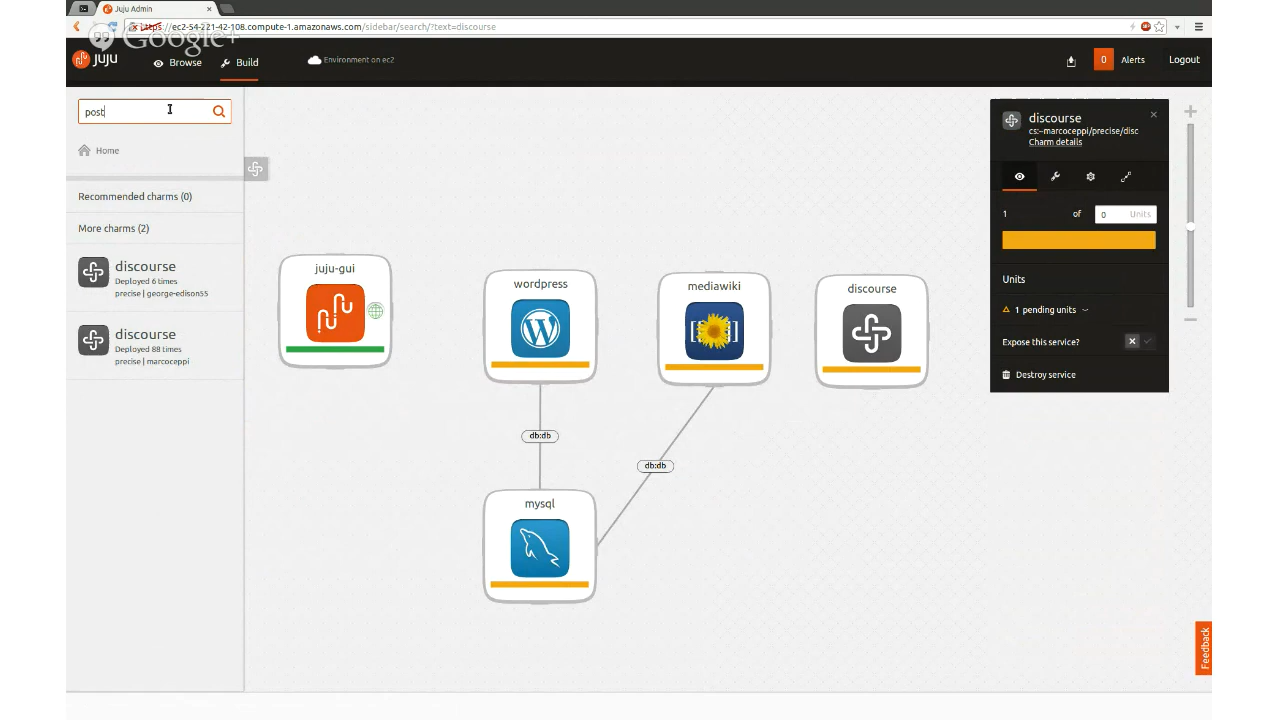 Juju Admin
https://ec2-54-221-42-108.compute-1.amazonaws.com/sidebar/search/?text=discourse
Google+
juju
Browse
Build
Environment on ec2
0
Alerts
Logout
post
Home
Recommended charms (0)
More charms (2)
discourse
Deployed 6 times
precise | george-edison55
discourse
Deployed 88 times
precise | marcoceppi
juju-gui
wordpress
mediawiki
[[ ]]
discourse
db:db
db:db
mysql
discourse
cs:~marcoceppi/precise/disc
Charm details
1 of 0 Units
Units
1 pending units
Expose this service?
Destroy service
Feedback